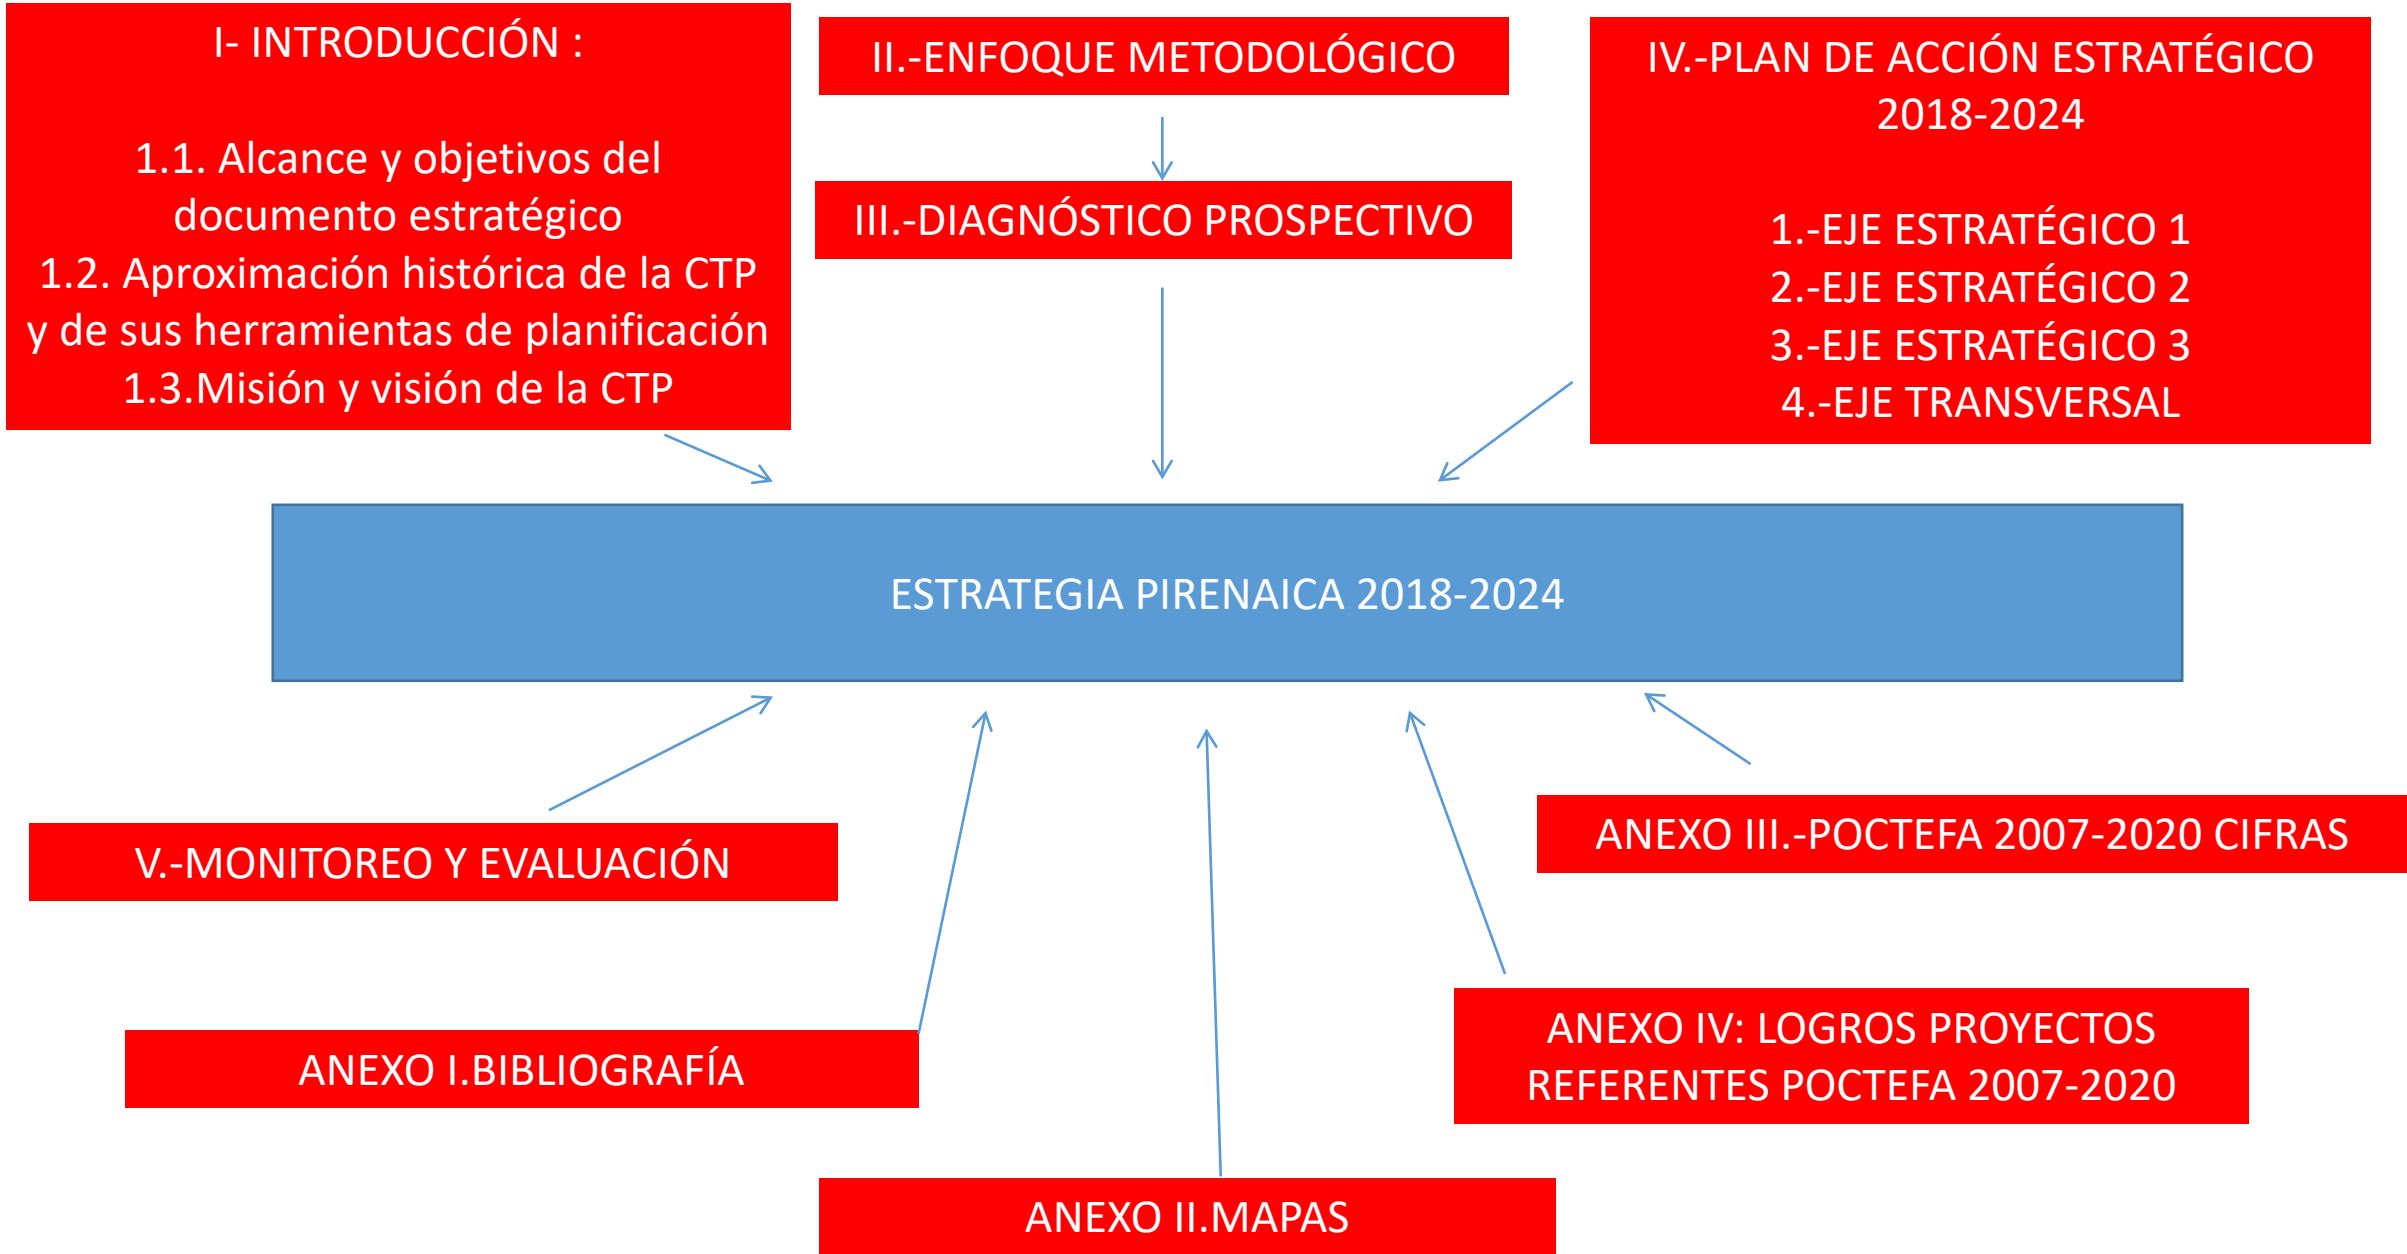 I- INTRODUCCIÓN :
1.1. Alcance y objetivos del
documento estratégico
1.2. Aproximación histórica de la CTP
y de sus herramientas de planificación
1.3.Misión y visión de la CTP
II.-ENFOQUE METODOLÓGICO
III.-DIAGNÓSTICO PROSPECTIVO
IV.-PLAN DE ACCIÓN ESTRATÉGICO
2018-2024
1.-EJE ESTRATÉGICO 1
2.-EJE ESTRATÉGICO 2
3.-EJE ESTRATÉGICO 3
4.-EJE TRANSVERSAL
ESTRATEGIA PIRENAICA 2018-2024
V.-MONITOREO Y EVALUACIÓN
ANEXO I.BIBLIOGRAFÍA
ANEXO II.MAPAS
ANEXO III.-POCTEFA 2007-2020 CIFRAS
ANEXO IV: LOGROS PROYECTOS
REFERENTES POCTEFA 2007-2020